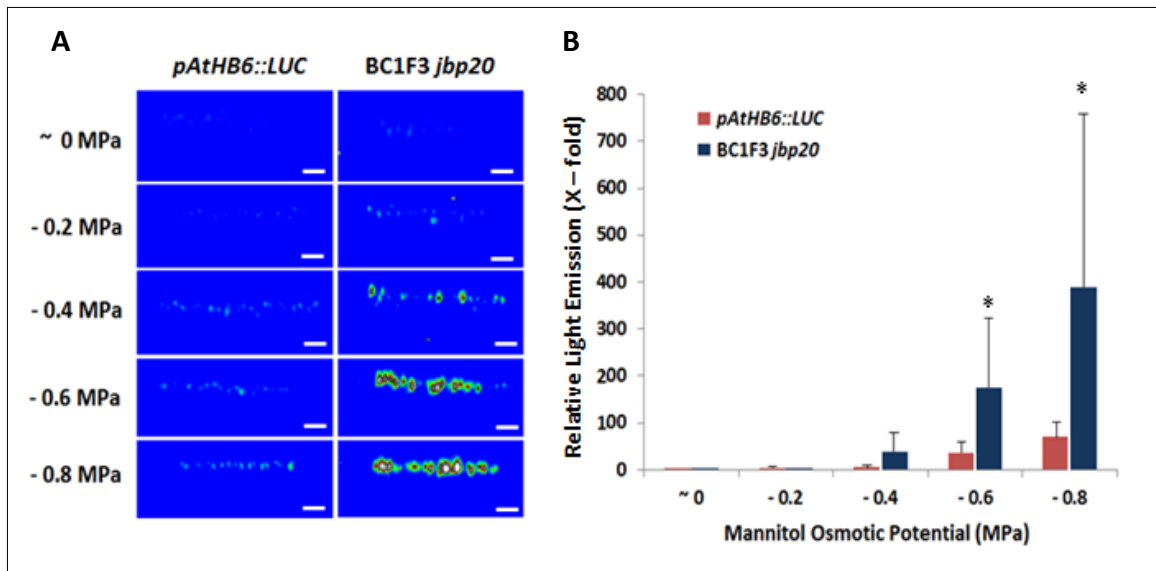 A
pAtHB6::LUC BC1F3 jbp20
~ 0 MPa
- 0.2 MPa
- 0.4 MPa
- 0.6 MPa
- 0.8 MPa
B
Relative Light Emission (X – fold)
800
700
600
500
400
300
200
100
0
pAtHB6::LUC
BC1F3 jbp20
*
*
~ 0 - 0.2 - 0.4 - 0.6 - 0.8
Mannitol Osmotic Potential (MPa)